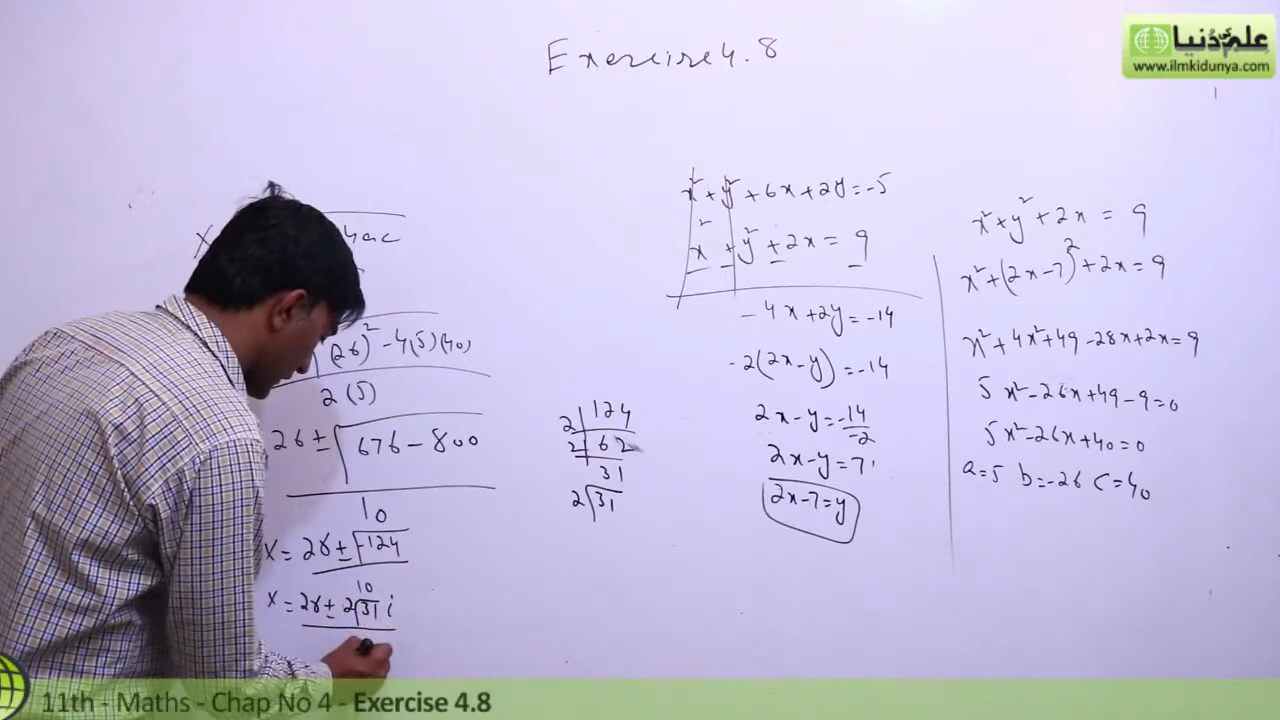 Exercise 4.8
علم کی دُنیا
www.ilmkidunya.com
4ac
(26)² - 4(5)(40)
2(5)
26 ± √676 - 800
10
x = 26 ± √-124
10
x = 26 ± 2√31 i
2 | 124
2 | 62
31
2√31
x² + y² + 6x + 2y = -5
x² + y² + 2x = 9
- - - -
-4x + 2y = -14
-2(2x - y) = -14
2x - y = -14
-2
2x - y = 7
2x - 7 = y
x² + y² + 2x = 9
x² + (2x - 7)² + 2x = 9
x² + 4x² + 49 - 28x + 2x = 9
5x² - 26x + 49 - 9 = 0
5x² - 26x + 40 = 0
a = 5 b = -26 c = 40
11th - Maths - Chap No 4 - Exercise 4.8